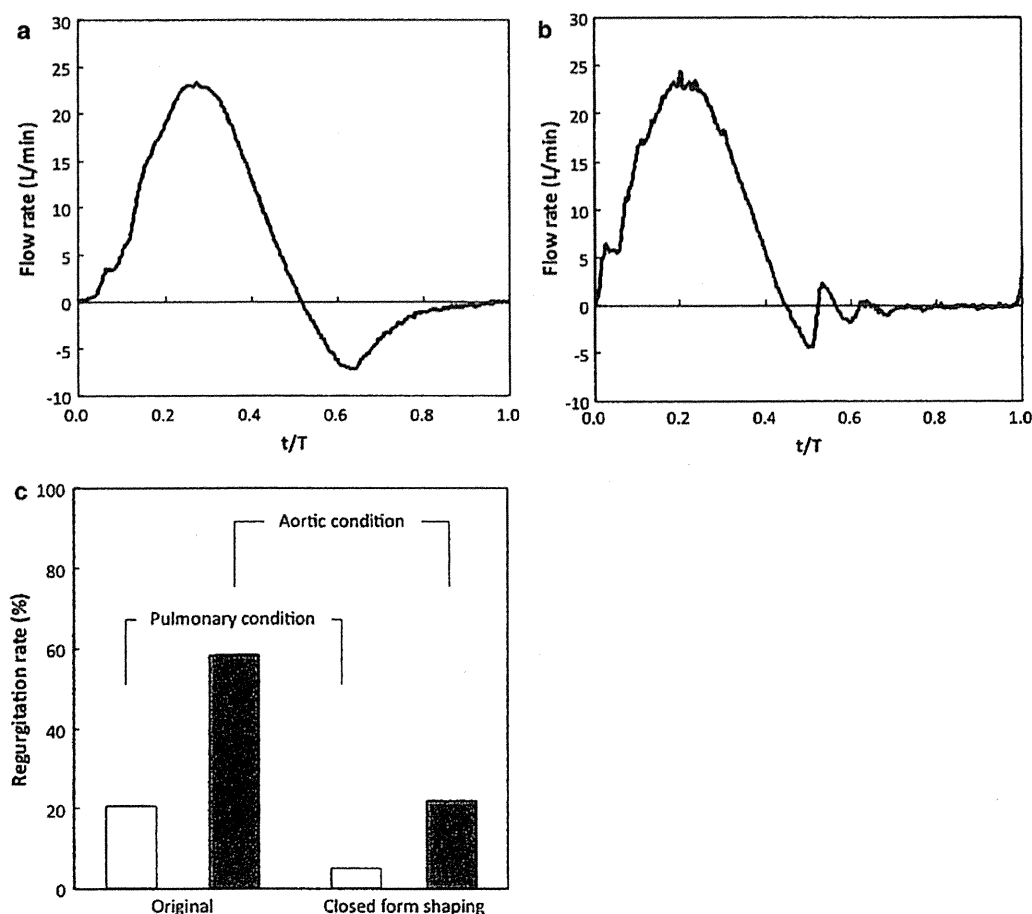 a
30
25
20
15
10
5
0
-5
-10
Flow rate (L/min)
0.0 0.2 0.4 0.6 0.8 1.0
t/T
b
30
25
20
15
10
5
0
-5
-10
Flow rate (L/min)
0.0 0.2 0.4 0.6 0.8 1.0
t/T
c
100
80
60
40
20
0
Regurgitation rate (%)
Aortic condition
Pulmonary condition
Original Closed form shaping